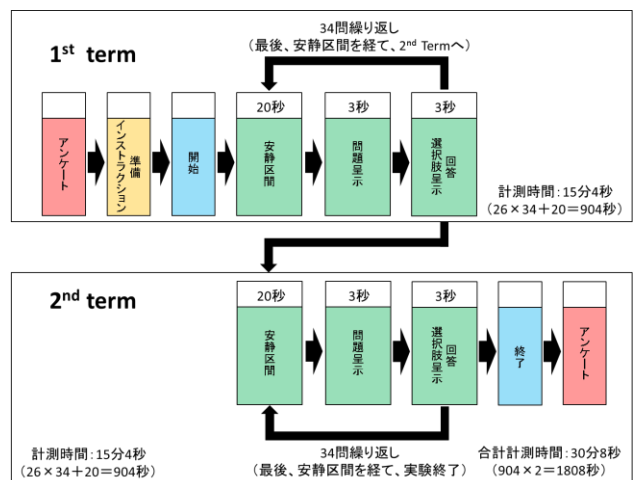 34問繰り返し
（最後、安静区間を経て、2nd Termへ）
1st term
アンケート
準備
インストラクション
開始
20秒
安静区間
3秒
問題呈示
3秒
回答
選択肢呈示
計測時間：15分4秒
（26×34＋20＝904秒）
2nd term
20秒
安静区間
3秒
問題呈示
3秒
回答
選択肢呈示
終了
アンケート
34問繰り返し
（最後、安静区間を経て、実験終了）
計測時間：15分4秒
（26×34＋20＝904秒）
合計計測時間：30分8秒
（904×2＝1808秒）